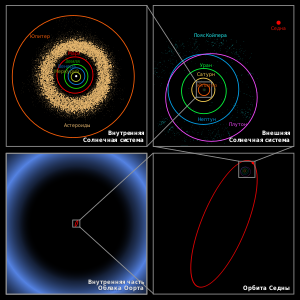 Юпитер
Земля
Астероиды
Внутренняя
Солнечная система
Пояс Койпера
Седна
Уран
Сатурн
Нептун
Плутон
Внешняя
Солнечная система
Внутренняя часть
Облака Оорта
Орбита Седны